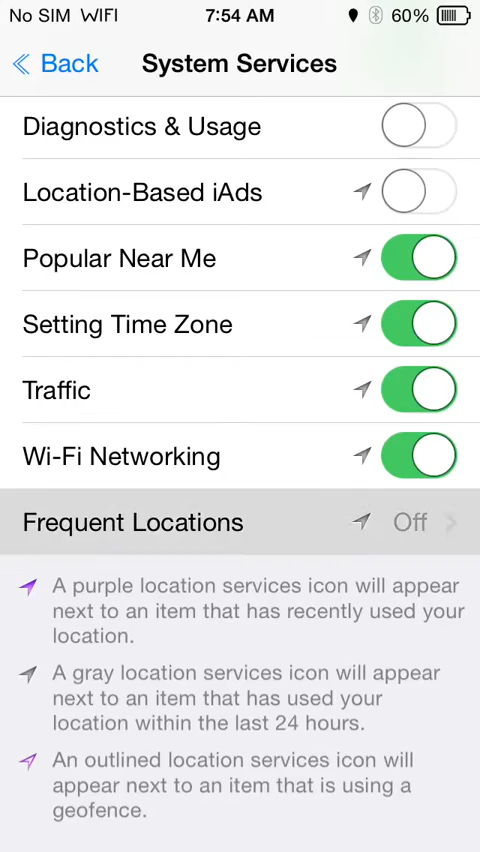 No SIM WIFI 7:54 AM 60%
Back System Services
Diagnostics & Usage
Location-Based iAds
Popular Near Me
Setting Time Zone
Traffic
Wi-Fi Networking
Frequent Locations Off
A purple location services icon will appear
next to an item that has recently used your
location.
A gray location services icon will appear
next to an item that has used your
location within the last 24 hours.
An outlined location services icon will
appear next to an item that is using a
geofence.